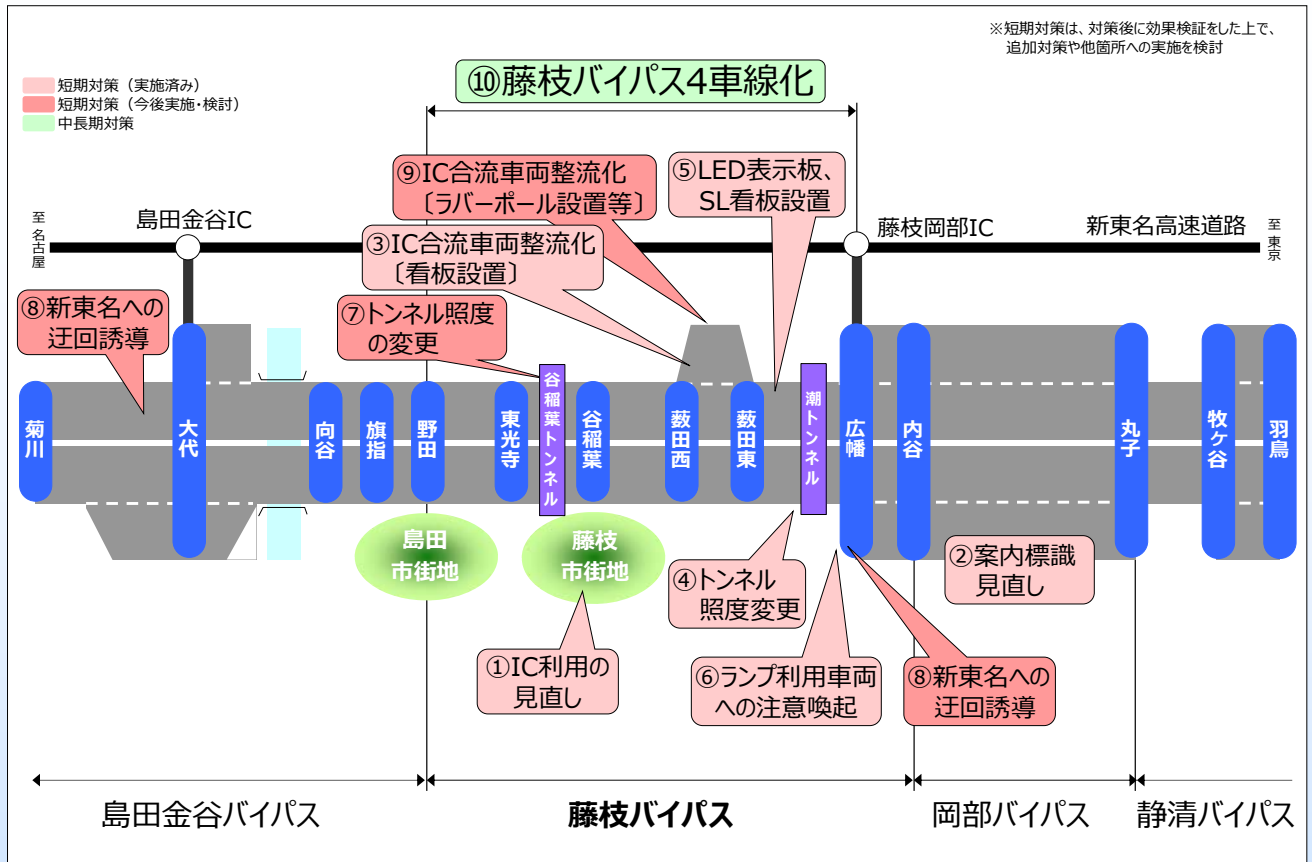 ※短期対策は、対策後に効果検証をした上で、
追加対策や他箇所への実施を検討
短期対策（実施済み）
短期対策（今後実施・検討）
中長期対策
⑩藤枝バイパス4車線化
⑨IC合流車両整流化
〔ラバーポール設置等〕
⑤LED表示板、
SL看板設置
至 名古屋
島田金谷IC
③IC合流車両整流化
〔看板設置〕
藤枝岡部IC
新東名高速道路
至 東京
⑧新東名への
迂回誘導
⑦トンネル照度
の変更
菊川
大代
向谷
旗指
野田
東光寺
谷稲葉トンネル
谷稲葉
薮田西
薮田東
潮トンネル
広幡
内谷
丸子
牧ケ谷
羽鳥
島田
市街地
藤枝
市街地
④トンネル
照度変更
②案内標識
見直し
①IC利用の
見直し
⑥ランプ利用車両
への注意喚起
⑧新東名への
迂回誘導
島田金谷バイパス
藤枝バイパス
岡部バイパス
静清バイパス